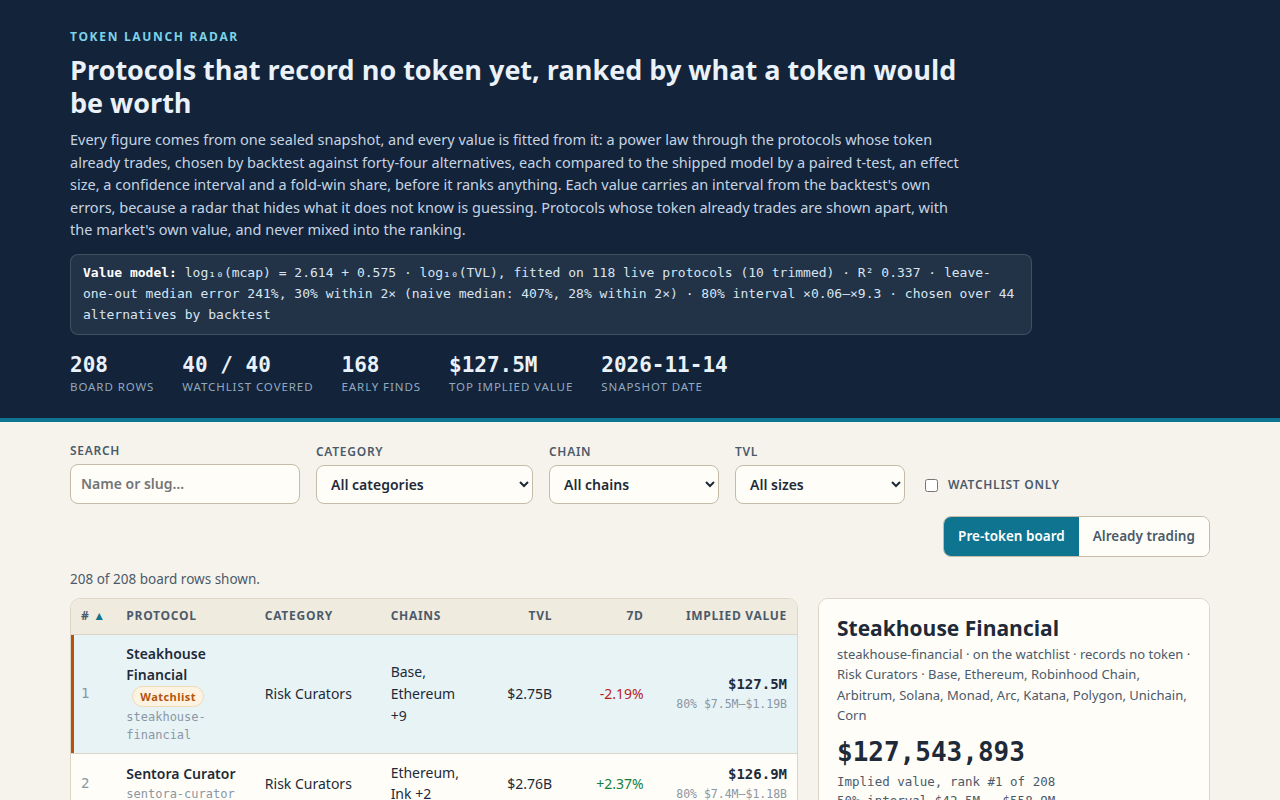 TOKEN LAUNCH RADAR
Protocols that record no token yet, ranked by what a token would
be worth
Every figure comes from one sealed snapshot, and every value is fitted from it: a power law through the protocols whose token
already trades, chosen by backtest against forty-four alternatives, each compared to the shipped model by a paired t-test, an effect
size, a confidence interval and a fold-win share, before it ranks anything. Each value carries an interval from the backtest's own
errors, because a radar that hides what it does not know is guessing. Protocols whose token already trades are shown apart, with
the market's own value, and never mixed into the ranking.
Value model: log₁₀(mcap) = 2.614 + 0.575 · log₁₀(TVL), fitted on 118 live protocols (10 trimmed) · R² 0.337 · leave-
one-out median error 241%, 30% within 2× (naive median: 407%, 28% within 2×) · 80% interval ×0.06—×9.3 · chosen over 44
alternatives by backtest
208 40 / 40 168 $127.5M 2026-11-14
BOARD ROWS WATCHLIST COVERED EARLY FINDS TOP IMPLIED VALUE SNAPSHOT DATE
SEARCH CATEGORY CHAIN TVL
Name or slug... All categories All chains All sizes WATCHLIST ONLY
Pre-token board Already trading
208 of 208 board rows shown.
# ▲ PROTOCOL CATEGORY CHAINS TVL 7D IMPLIED VALUE
Steakhouse
Financial
Watchlist
steakhouse-
financial
1 Risk Curators
Base,
Ethereum
+9
$2.75B -2.19%
$127.5M
80% $7.5M—$1.19B
2
Sentora Curator
sentora-curator
Risk Curators
Ethereum,
Ink +2
$2.76B +2.37%
$126.9M
80% $7.4M—$1.18B
Steakhouse Financial
steakhouse-financial · on the watchlist · records no token ·
Risk Curators · Base, Ethereum, Robinhood Chain,
Arbitrum, Solana, Monad, Arc, Katana, Polygon, Unichain,
Corn
$127,543,893
Implied value, rank #1 of 208